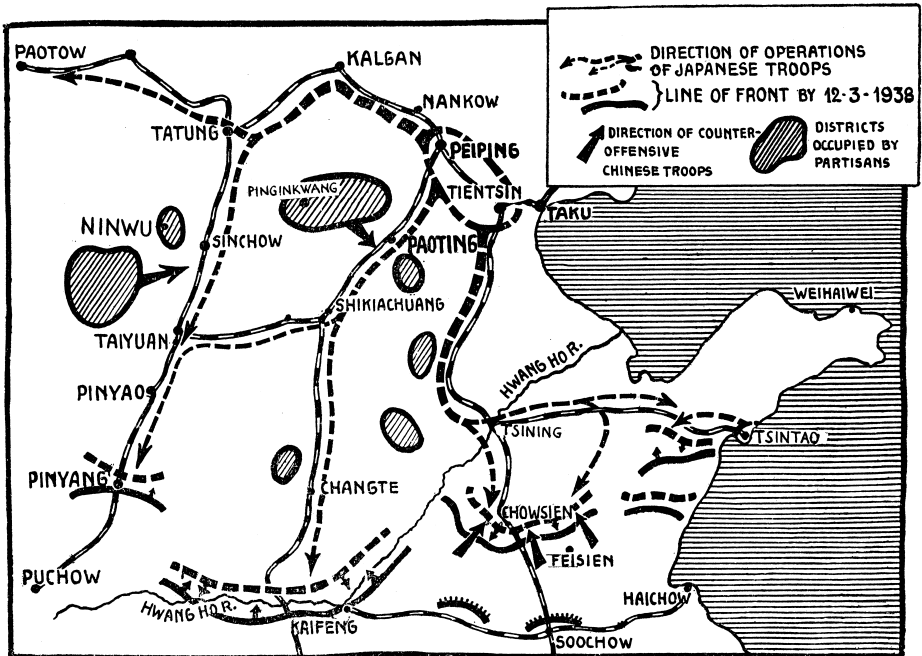 DIRECTION OF OPERATIONS
OF JAPANESE TROOPS
LINE OF FRONT BY 12-3-1938
DIRECTION OF COUNTER-
OFFENSIVE
CHINESE TROOPS
DISTRICTS
OCCUPIED BY
PARTISANS
PAOTOW
KALGAN
NANKOW
TATUNG
PEIPING
PINGINKWANG
TIENTSIN
TAKU
NINWU
SINCHOW
PAOTING
SHIKIACHUANG
WEIHAIWEI
TAIYUAN
HWANG HO R.
PINYAO
TSINING
TSINTAO
PINYANG
CHANGTE
CHOWSIEN
FEISIEN
PUCHOW
HWANG HO R.
KAIFENG
HAICHOW
SOOCHOW